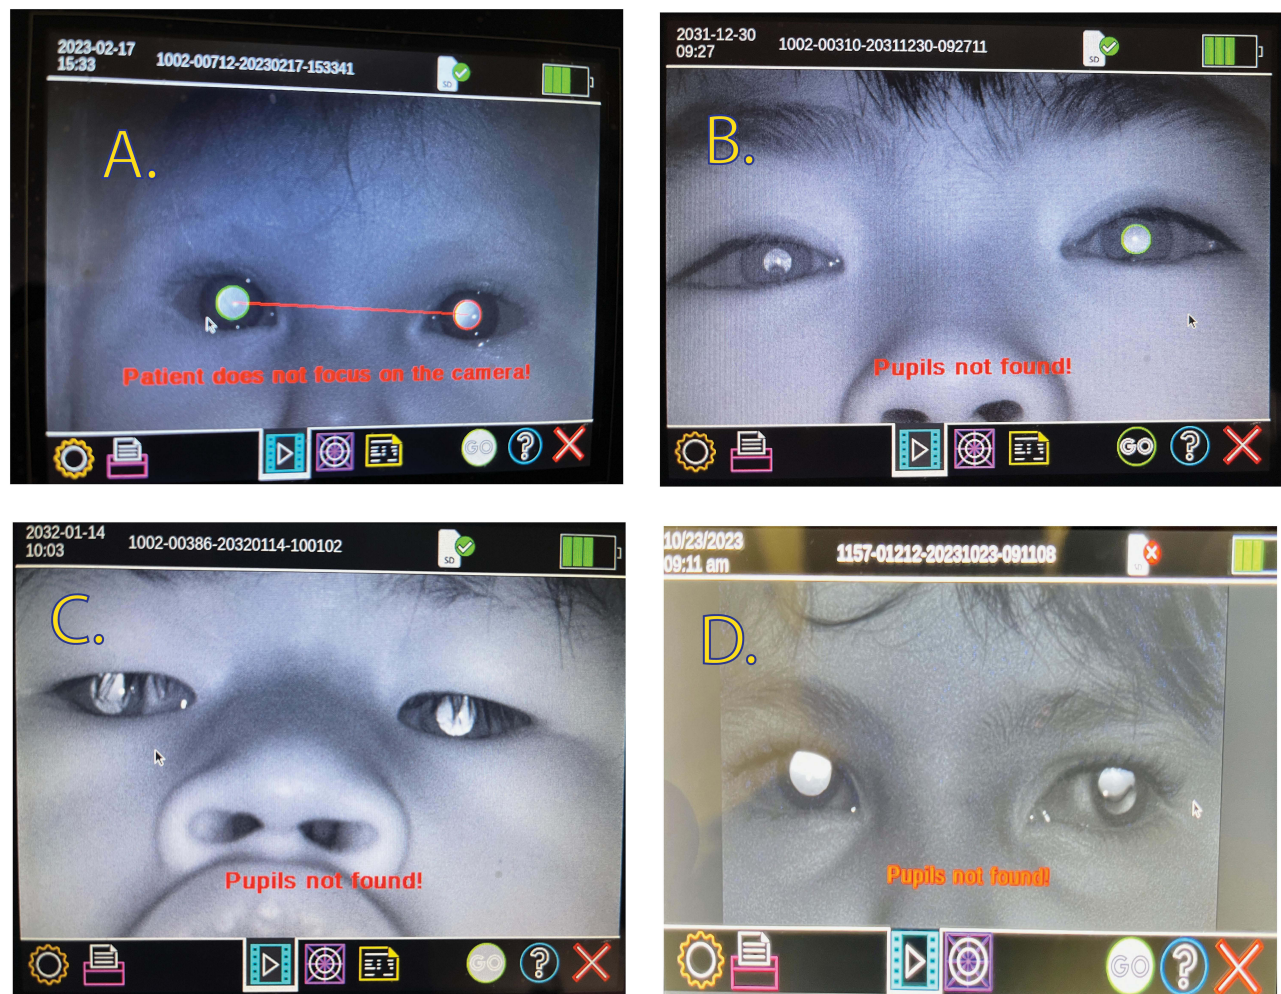 2023-02-17
15:33
1002-00712-20230217-153341
SD
A.
Patient does not focus on the camera!
GO
?
2031-12-30
09:27
1002-00310-20311230-092711
SD
B.
Pupils not found!
GO
?
2032-01-14
10:03
1002-00386-20320114-100102
SD
C.
Pupils not found!
GO
?
10/23/2023
09:11 am
1157-01212-20231023-091108
D.
Pupils not found!
GO
?